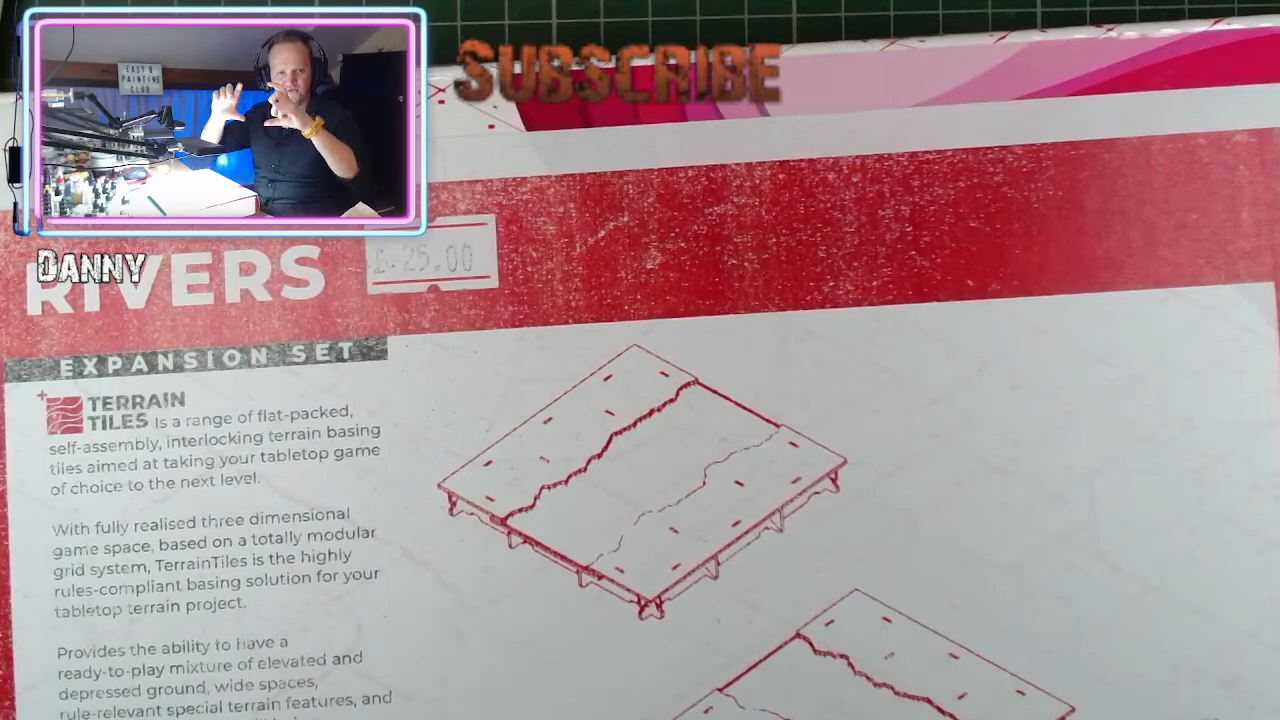 EASY'S
PAINTING
CLUB
SUBSCRIBE
DANNY
RIVERS
£ 25.00
EXPANSION SET
TERRAIN
TILES Is a range of flat-packed,
self-assembly, interlocking terrain basing
tiles aimed at taking your tabletop game
of choice to the next level.
With fully realised three dimensional
game space, based on a totally modular
grid system, TerrainTiles is the highly
rules-compliant basing solution for your
tabletop terrain project.
Provides the ability to have a
ready-to-play mixture of elevated and
depressed ground, wide spaces,
rule-relevant special terrain features, and